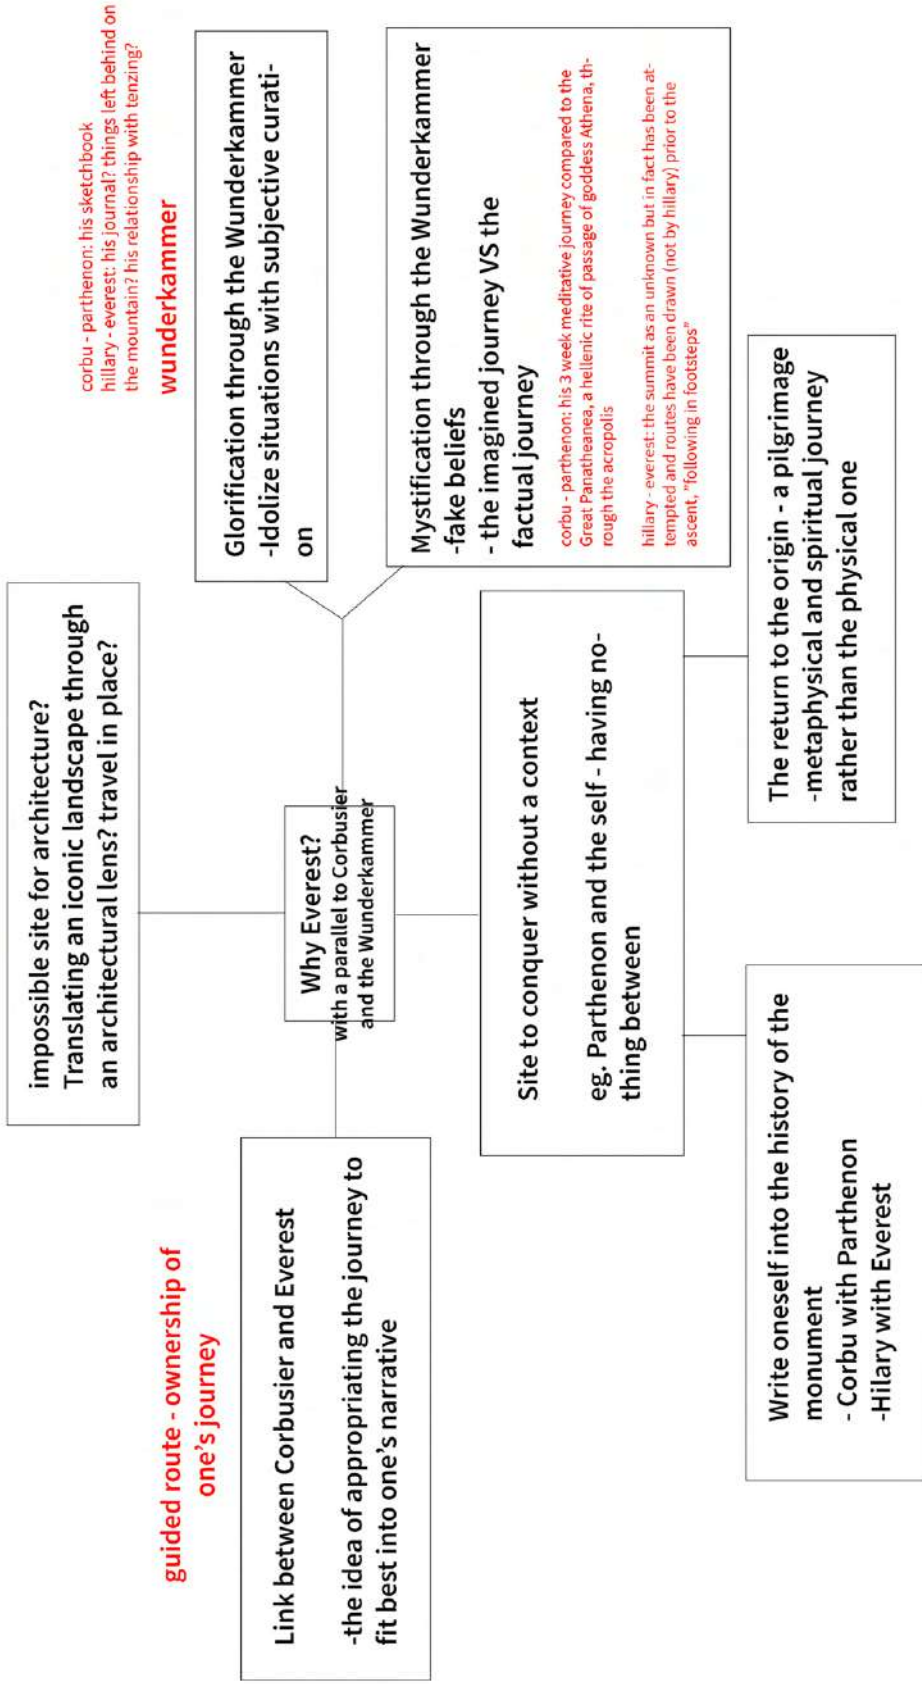 impossible site for architecture?
Translating an iconic landscape through
an architectural lens? travel in place?
guided route - ownership of
one's journey
Link between Corbusier and Everest
-the idea of appropriating the journey to
fit best into one's narrative
Why Everest?
with a parallel to Corbusier
and the Wunderkammer
corbu - parthenon: his sketchbook
hillary - everest: his journal? things left behind on
the mountain? his relationship with tenzing?
wunderkammer
Glorification through the Wunderkammer
-Idolize situations with subjective curati-
on
Mystification through the Wunderkammer
-fake beliefs
- the imagined journey VS the
factual journey
corbu - parthenon: his 3 week meditative journey compared to the
Great Panatheanea, a hellenic rite of passage of goddess Athena, th-
rough the acropolis
hillary - everest: the summit as an unknown but in fact has been at-
tempted and routes have been drawn (not by hillary) prior to the
ascent, "following in footsteps"
Site to conquer without a context
eg. Parthenon and the self - having no-
thing between
Write oneself into the history of the
monument
- Corbu with Parthenon
-Hilary with Everest
The return to the origin - a pilgrimage
-metaphysical and spiritual journey
rather than the physical one